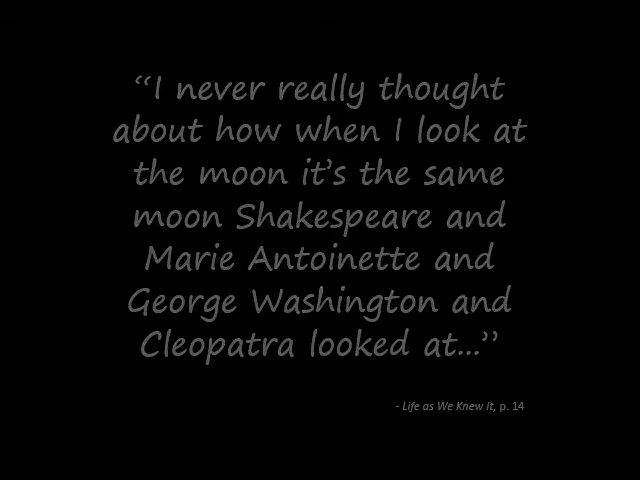 “I never really thought
about how when I look at
the moon it’s the same
moon Shakespeare and
Marie Antoinette and
George Washington and
Cleopatra looked at...”
- Life as We Knew It, p. 14